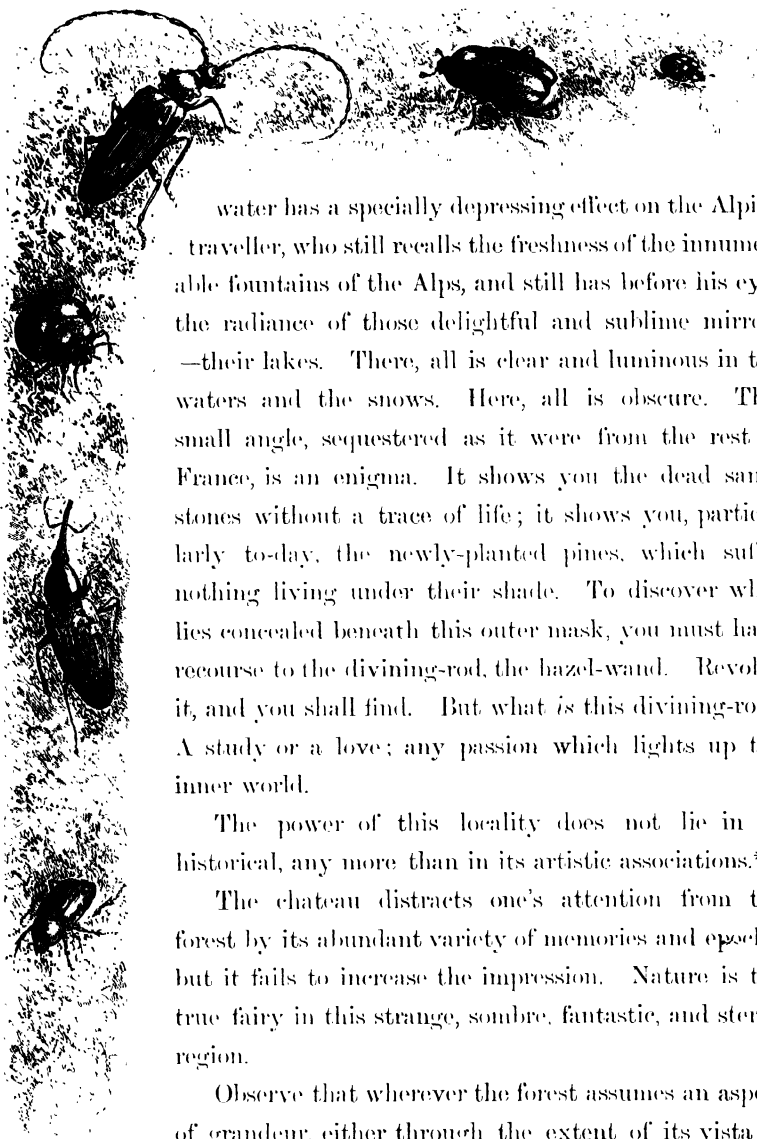 water has a specially depressing effect on the Alpi
traveller, who still recalls the freshness of the innume
able fountains of the Alps, and still has before his ey
the radiance of those delightful and sublime mirro
—their lakes. There, all is clear and luminous in t
waters and the snows. Here, all is obscure. Th
small angle, sequestered as it were from the rest
France, is an enigma. It shows you the dead san
stones without a trace of life; it shows you, partic
larly to-day, the newly-planted pines, which suf
nothing living under their shade. To discover wh
lies concealed beneath this outer mask, you must ha
recourse to the divining-rod, the hazel-wand. Revol
it, and you shall find. But what is this divining-ro
A study or a love; any passion which lights up t
inner world.
The power of this locality does not lie in
historical, any more than in its artistic associations.*
The chateau distracts one's attention from t
forest by its abundant variety of memories and epoch
but it fails to increase the impression. Nature is t
true fairy in this strange, sombre, fantastic, and ster
region.
Observe that wherever the forest assumes an aspe
of grandeur, either through the extent of its vista